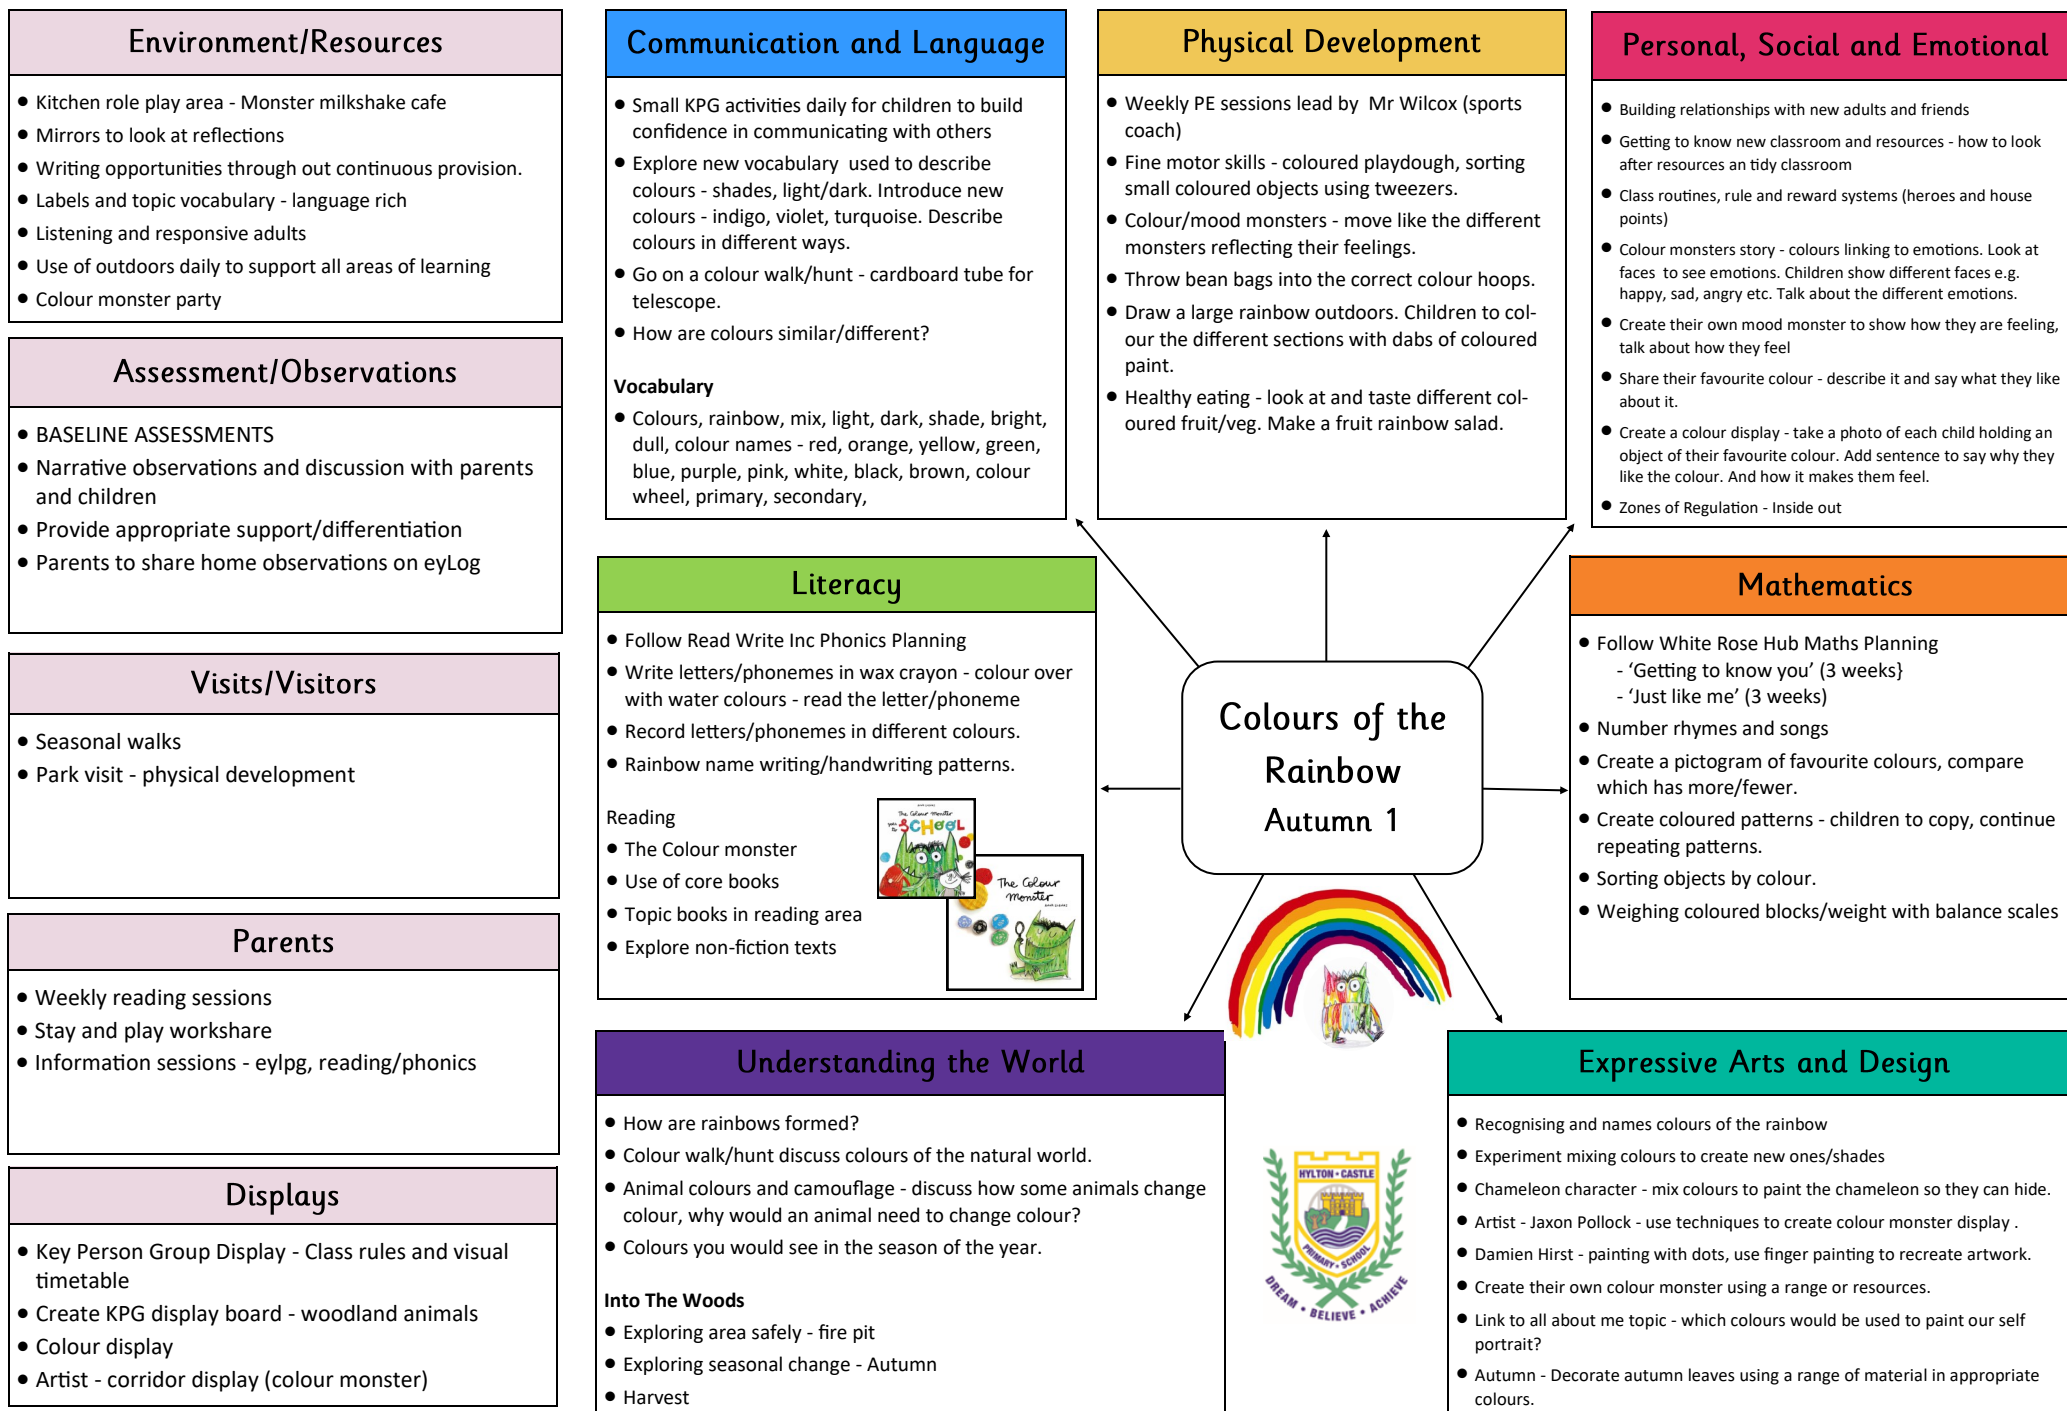 Environment/Resources
• Kitchen role play area - Monster milkshake cafe
• Mirrors to look at reflections
• Writing opportunities through out continuous provision.
• Labels and topic vocabulary - language rich
• Listening and responsive adults
• Use of outdoors daily to support all areas of learning
• Colour monster party
Assessment/Observations
• BASELINE ASSESSMENTS
• Narrative observations and discussion with parents
and children
• Provide appropriate support/differentiation
• Parents to share home observations on eyLog
Visits/Visitors
• Seasonal walks
• Park visit - physical development
Parents
• Weekly reading sessions
• Stay and play workshare
• Information sessions - eylpg, reading/phonics
Displays
• Key Person Group Display - Class rules and visual
timetable
• Create KPG display board - woodland animals
• Colour display
• Artist - corridor display (colour monster)
Communication and Language
• Small KPG activities daily for children to build
confidence in communicating with others
• Explore new vocabulary used to describe
colours - shades, light/dark. Introduce new
colours - indigo, violet, turquoise. Describe
colours in different ways.
• Go on a colour walk/hunt - cardboard tube for
telescope.
• How are colours similar/different?
Vocabulary
• Colours, rainbow, mix, light, dark, shade, bright,
dull, colour names - red, orange, yellow, green,
blue, purple, pink, white, black, brown, colour
wheel, primary, secondary,
Physical Development
• Weekly PE sessions lead by Mr Wilcox (sports
coach)
• Fine motor skills - coloured playdough, sorting
small coloured objects using tweezers.
• Colour/mood monsters - move like the different
monsters reflecting their feelings.
• Throw bean bags into the correct colour hoops.
• Draw a large rainbow outdoors. Children to col-
our the different sections with dabs of coloured
paint.
• Healthy eating - look at and taste different col-
oured fruit/veg. Make a fruit rainbow salad.
Personal, Social and Emotional
• Building relationships with new adults and friends
• Getting to know new classroom and resources - how to look
after resources an tidy classroom
• Class routines, rule and reward systems (heroes and house
points)
• Colour monsters story - colours linking to emotions. Look at
faces to see emotions. Children show different faces e.g.
happy, sad, angry etc. Talk about the different emotions.
• Create their own mood monster to show how they are feeling,
talk about how they feel
• Share their favourite colour - describe it and say what they like
about it.
• Create a colour display - take a photo of each child holding an
object of their favourite colour. Add sentence to say why they
like the colour. And how it makes them feel.
• Zones of Regulation - Inside out
Literacy
• Follow Read Write Inc Phonics Planning
• Write letters/phonemes in wax crayon - colour over
with water colours - read the letter/phoneme
• Record letters/phonemes in different colours.
• Rainbow name writing/handwriting patterns.
Reading
• The Colour monster
• Use of core books
• Topic books in reading area
• Explore non-fiction texts
The Colour monster
goes to SCHOOL
The Colour
monster
Colours of the
Rainbow
Autumn 1
Mathematics
• Follow White Rose Hub Maths Planning
- ‘Getting to know you’ (3 weeks}
- ‘Just like me’ (3 weeks)
• Number rhymes and songs
• Create a pictogram of favourite colours, compare
which has more/fewer.
• Create coloured patterns - children to copy, continue
repeating patterns.
• Sorting objects by colour.
• Weighing coloured blocks/weight with balance scales
Understanding the World
• How are rainbows formed?
• Colour walk/hunt discuss colours of the natural world.
• Animal colours and camouflage - discuss how some animals change
colour, why would an animal need to change colour?
• Colours you would see in the season of the year.
Into The Woods
• Exploring area safely - fire pit
• Exploring seasonal change - Autumn
• Harvest
HYLTON • CASTLE
PRIMARY • SCHOOL
DREAM • BELIEVE • ACHIEVE
Expressive Arts and Design
• Recognising and names colours of the rainbow
• Experiment mixing colours to create new ones/shades
• Chameleon character - mix colours to paint the chameleon so they can hide.
• Artist - Jaxon Pollock - use techniques to create colour monster display .
• Damien Hirst - painting with dots, use finger painting to recreate artwork.
• Create their own colour monster using a range or resources.
• Link to all about me topic - which colours would be used to paint our self
portrait?
• Autumn - Decorate autumn leaves using a range of material in appropriate
colours.